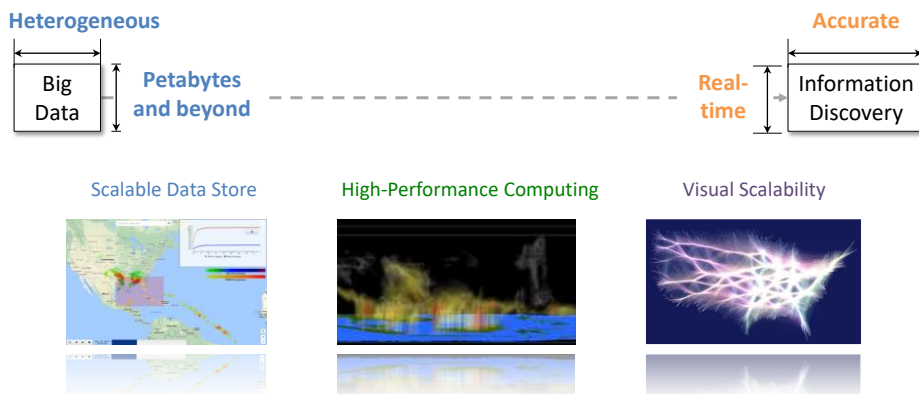 Heterogeneous
Accurate
Big
Data
Petabytes
and beyond
Real-
time
Information
Discovery
Scalable Data Store
High-Performance Computing
Visual Scalability